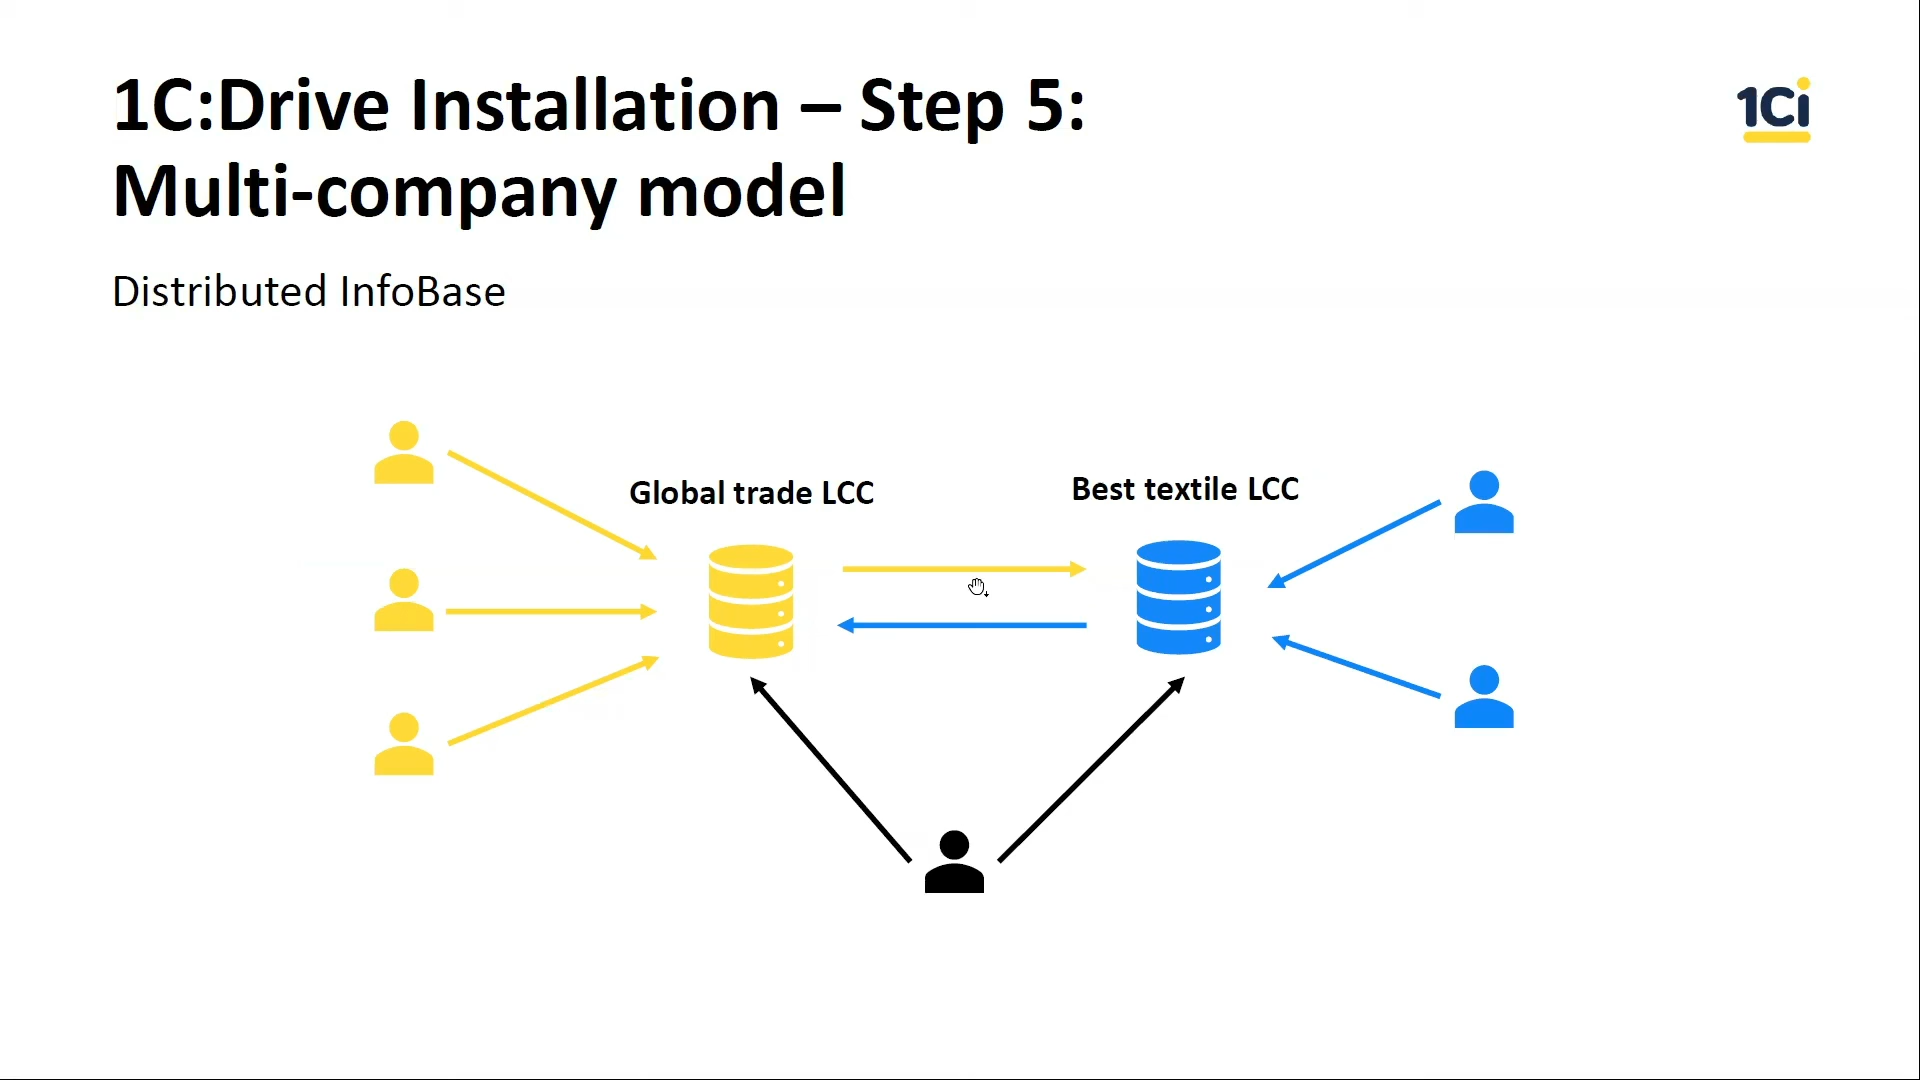 1C:Drive Installation – Step 5:
Multi-company model
1Ci
Distributed InfoBase
Global trade LCC
Best textile LCC